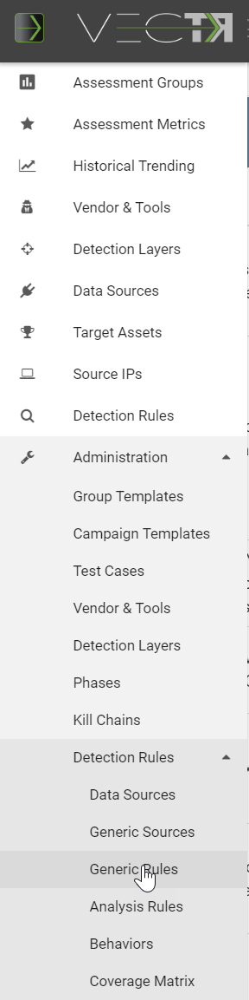 VECTR
Assessment Groups
Assessment Metrics
Historical Trending
Vendor & Tools
Detection Layers
Data Sources
Target Assets
Source IPs
Detection Rules
Administration
Group Templates
Campaign Templates
Test Cases
Vendor & Tools
Detection Layers
Phases
Kill Chains
Detection Rules
Data Sources
Generic Sources
Generic Rules
Analysis Rules
Behaviors
Coverage Matrix